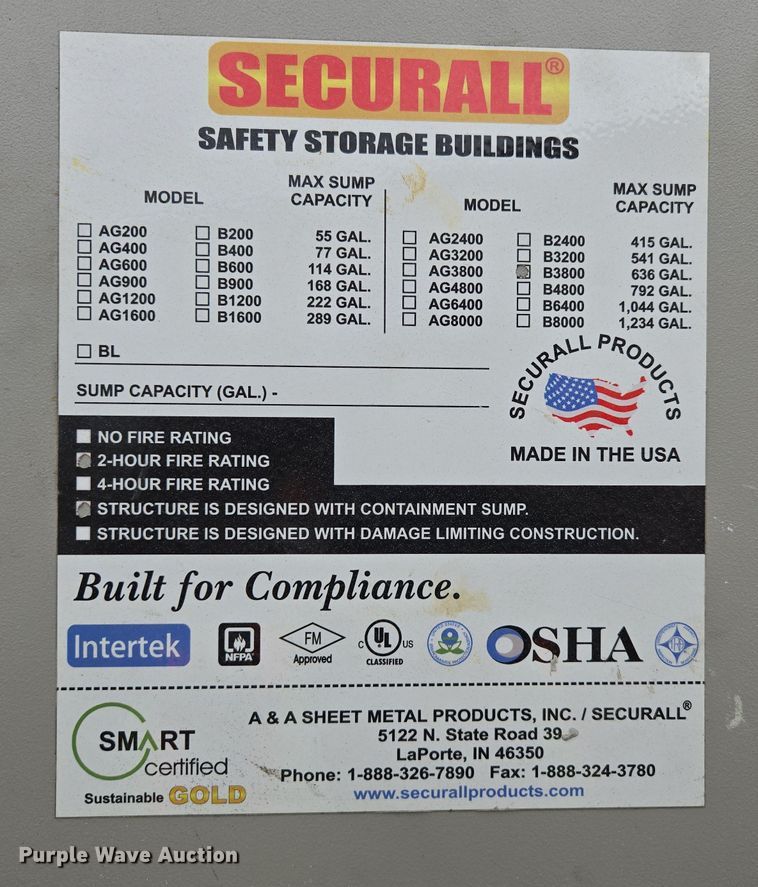 SECURALL®
SAFETY STORAGE BUILDINGS
MODEL MAX SUMP CAPACITY MODEL MAX SUMP CAPACITY
AG200 B200 55 GAL. AG2400 B2400 415 GAL.
AG400 B400 77 GAL. AG3200 B3200 541 GAL.
AG600 B600 114 GAL. AG3800 B3800 636 GAL.
AG900 B900 168 GAL. AG4800 B4800 792 GAL.
AG1200 B1200 222 GAL. AG6400 B6400 1,044 GAL.
AG1600 B1600 289 GAL. AG8000 B8000 1,234 GAL.
BL
SUMP CAPACITY (GAL.) -
SECURALL PRODUCTS
MADE IN THE USA
NO FIRE RATING
2-HOUR FIRE RATING
4-HOUR FIRE RATING
STRUCTURE IS DESIGNED WITH CONTAINMENT SUMP.
STRUCTURE IS DESIGNED WITH DAMAGE LIMITING CONSTRUCTION.
Built for Compliance.
Intertek
NFPA
FM
Approved
C UL US
CLASSIFIED
OSHA
SMART
certified
Sustainable GOLD
A & A SHEET METAL PRODUCTS, INC. / SECURALL®
5122 N. State Road 39
LaPorte, IN 46350
Phone: 1-888-326-7890 Fax: 1-888-324-3780
www.securallproducts.com
Purple Wave Auction